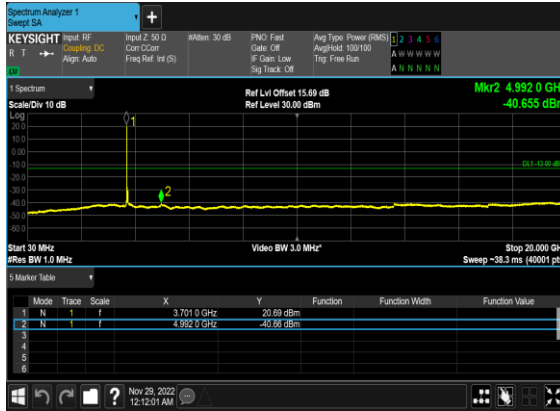 Spectrum Analyzer 1
Swept SA
+
KEYSIGHT Input: RF Input Z: 50 Ω #Atten: 30 dB PNO: Fast Avg Type: Power (RMS) 1 2 3 4 5 6
R T Coupling: DC Corr CCorr Gate: Off Avg|Hold: 100/100 A W W W W W
Align: Auto Freq Ref: Int (S) IF Gain: Low Trig: Free Run
LU Sig Track: Off A N N N N N
1 Spectrum Ref Lvl Offset 15.69 dB Mkr2 4.992 0 GH
Scale/Div 10 dB Ref Level 30.00 dBm -40.655 dB
Log
20.0
10.0
0.00
DL1 -13.00 dB
-10.0
-20.0
-30.0
-40.0
-50.0
-60.0
1
2
Start 30 MHz Video BW 3.0 MHz* Stop 20.000 GH
#Res BW 1.0 MHz Sweep ~38.3 ms (40001 pt
5 Marker Table
Mode Trace Scale X Y Function Function Width Function Value
1 N 1 f 3.701 0 GHz 20.69 dBm
2 N 1 f 4.992 0 GHz -40.66 dBm
3
4
5
6
? Nov 29, 2022
12:12:01 AM